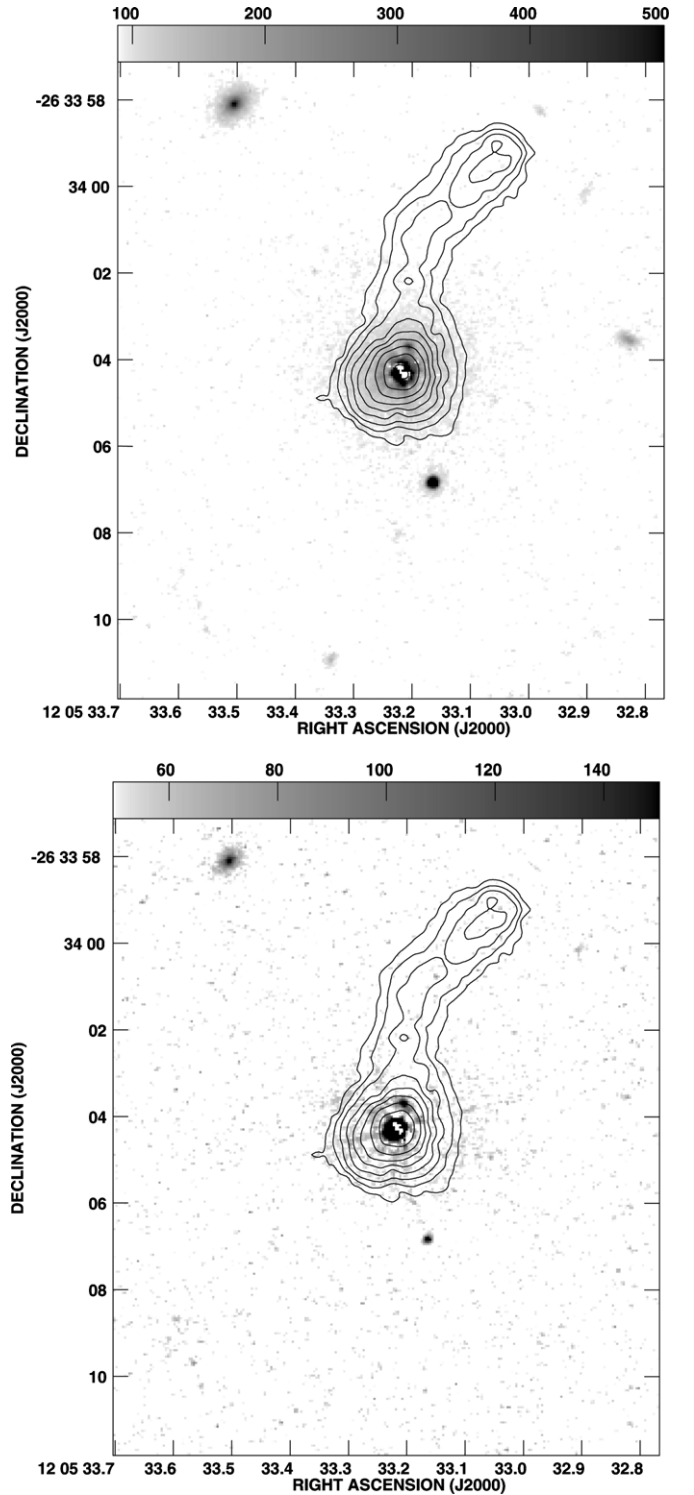 100 200 300 400 500
-26 33 58
34 00
02
04
06
08
10
DECLINATION (J2000)
12 05 33.7 33.6 33.5 33.4 33.3 33.2 33.1 33.0 32.9 32.8
RIGHT ASCENSION (J2000)
60 80 100 120 140
-26 33 58
34 00
02
04
06
08
10
DECLINATION (J2000)
12 05 33.7 33.6 33.5 33.4 33.3 33.2 33.1 33.0 32.9 32.8
RIGHT ASCENSION (J2000)